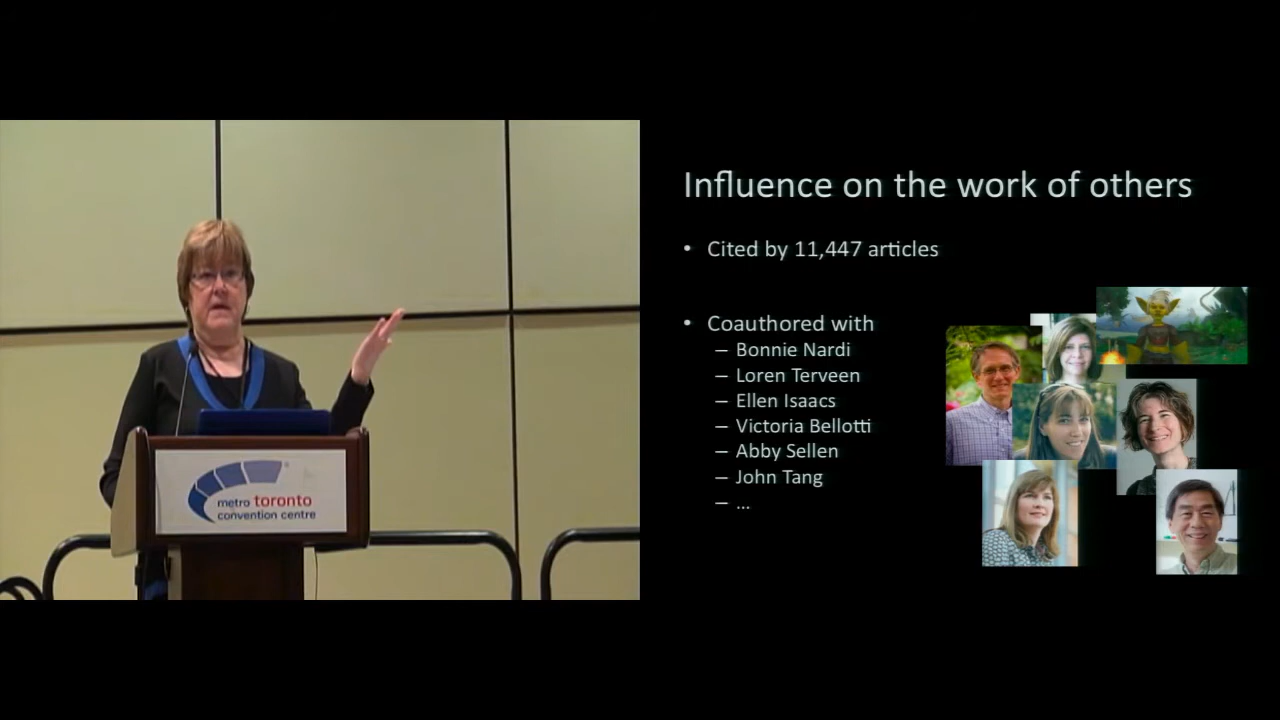 metro toronto
convention centre
Influence on the work of others
• Cited by 11,447 articles
• Coauthored with
– Bonnie Nardi
– Loren Terveen
– Ellen Isaacs
– Victoria Bellotti
– Abby Sellen
– John Tang
– ...